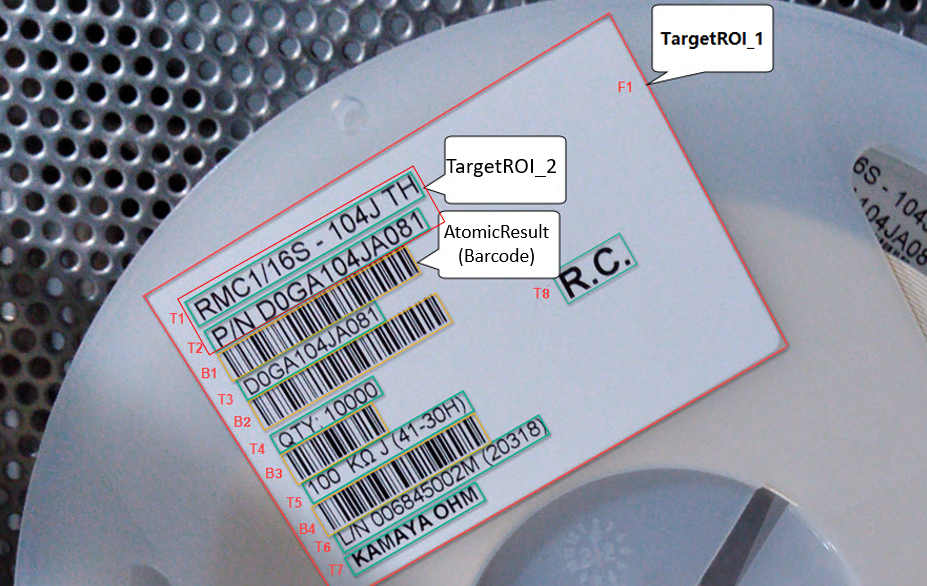 TargetROI_1
F1
TargetROI_2
AtomicResult
(Barcode)
T1 RMC1/16S - 104J TH
T2 P/N D0GA104JA081
B1
T3 D0GA104JA081
B2
T4 QTY: 10000
B3
T5 100 KΩ J (41-30H)
B4
T6 L/N 006845002M (20318)
T7 KAMAYA OHM
T8 R.C.
6S - 104J
104JA08